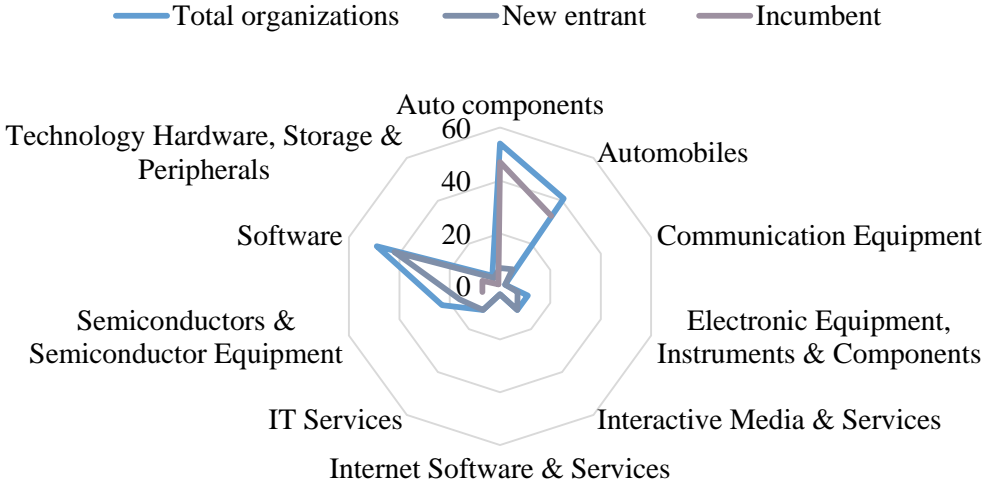 Total organizations
New entrant
Incumbent
Auto components
Automobiles
Communication Equipment
Electronic Equipment,
Instruments & Components
Interactive Media & Services
Internet Software & Services
IT Services
Semiconductors &
Semiconductor Equipment
Software
Technology Hardware, Storage &
Peripherals
60
40
20
0